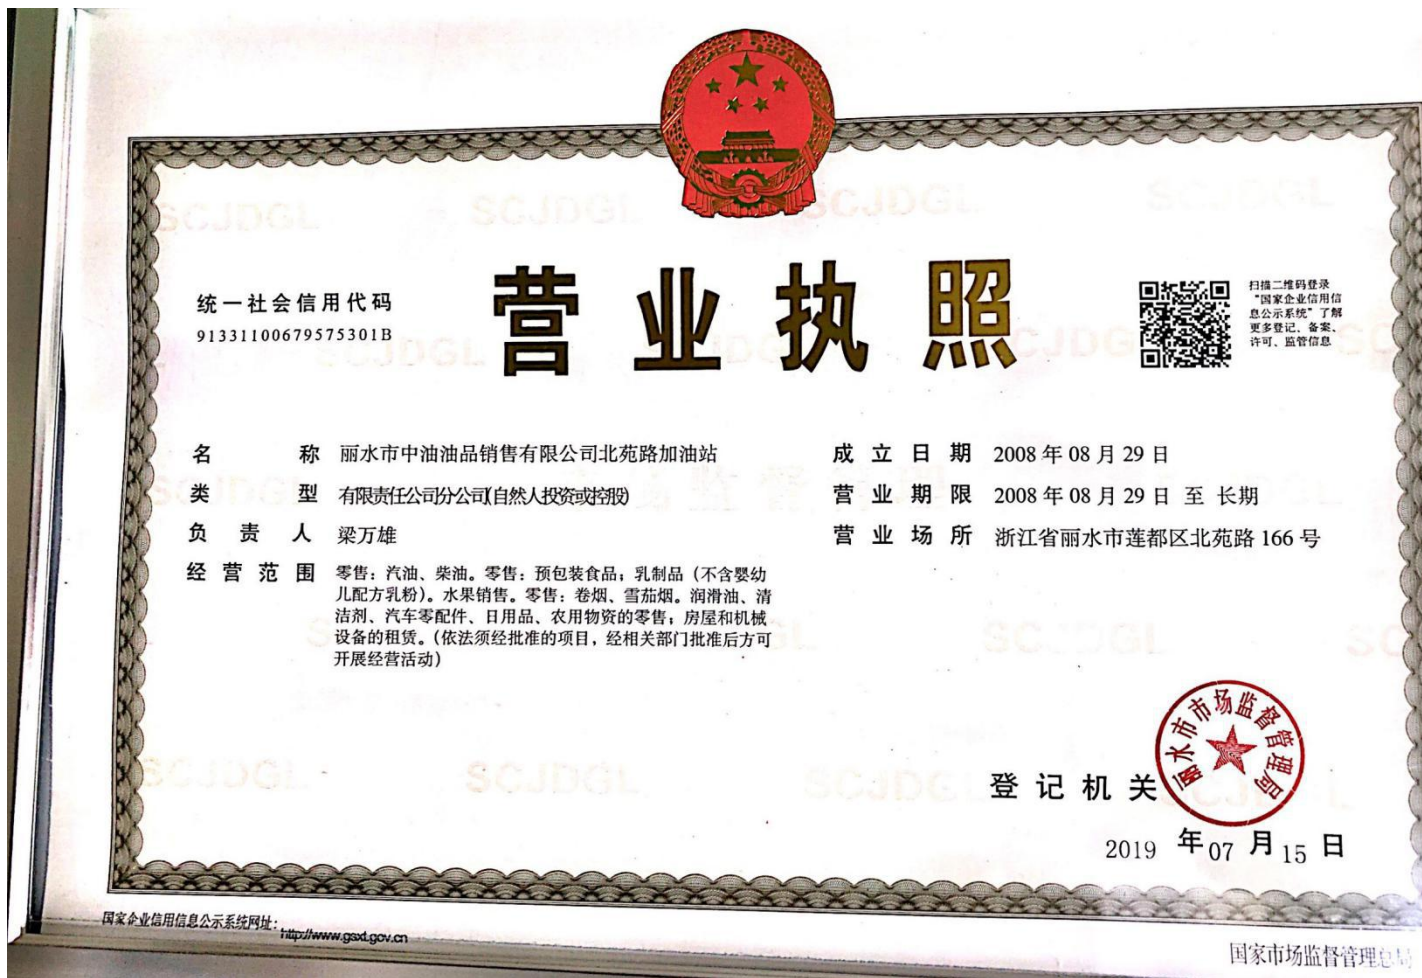 营业执照
统一社会信用代码
91331100679575301B
扫描二维码登录
“国家企业信用信
息公示系统”了解
更多登记、备案、
许可、监管信息
名称 丽水市中油油品销售有限公司北苑路加油站
类型 有限责任公司分公司(自然人投资或控股)
负责人 梁万雄
经营范围 零售：汽油、柴油。零售：预包装食品；乳制品（不含婴幼
儿配方乳粉）。水果销售。零售：卷烟、雪茄烟。润滑油、清
洁剂、汽车零配件、日用品、农用物资的零售；房屋和机械
设备的租赁。（依法须经批准的项目，经相关部门批准后方可
开展经营活动）
成立日期 2008年08月29日
营业期限 2008年08月29日至长期
营业场所 浙江省丽水市莲都区北苑路166号
登记机关
丽水市市场监督管理局
2019年07月15日
国家企业信用信息公示系统网址：http://www.gsxt.gov.cn
国家市场监督管理总局
SCJDGL
SCJDGL
SCJDGL
SCJDGL